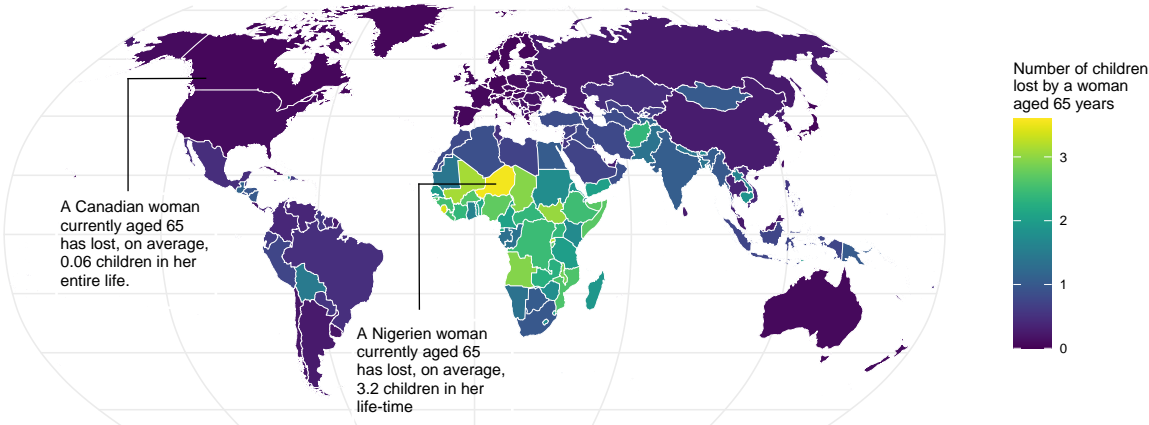 Number of children
lost by a woman
aged 65 years
3
2
1
0
A Canadian woman
currently aged 65
has lost, on average,
0.06 children in her
entire life.
A Nigerien woman
currently aged 65
has lost, on average,
3.2 children in her
life-time